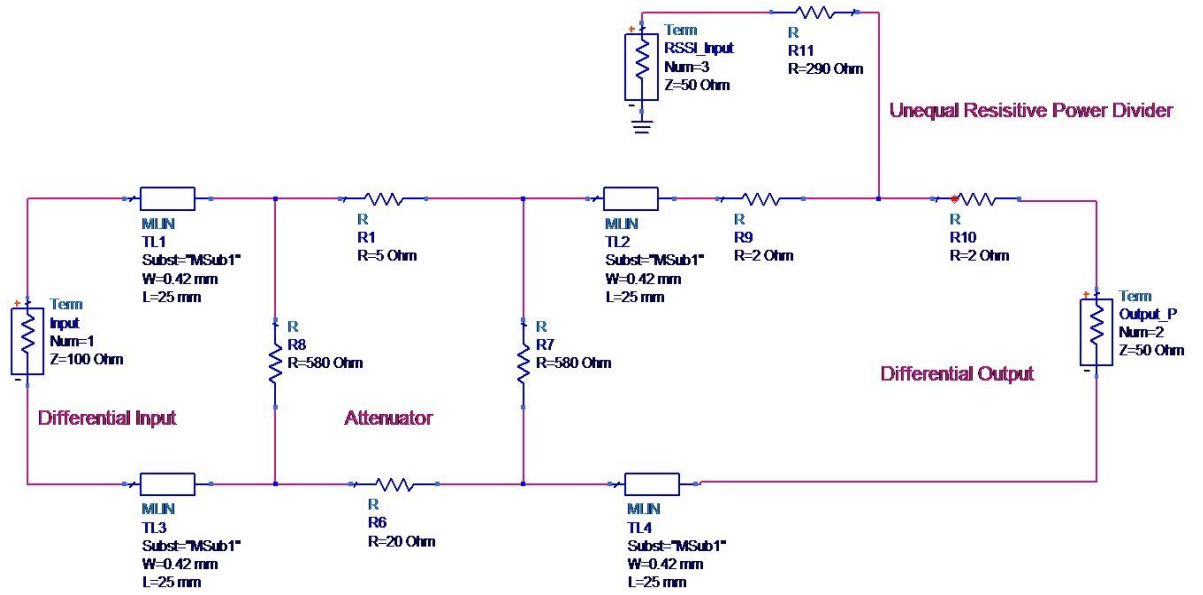 Term
RSSI_Input
Num=3
Z=50 Ohm
R
R11
R=290 Ohm
Unequal Resisitive Power Divider
MLIN
TL1
Subst="MSub1"
W=0.42 mm
L=25 mm
R
R1
R=5 Ohm
MLIN
TL2
Subst="MSub1"
W=0.42 mm
L=25 mm
R
R9
R=2 Ohm
R
R10
R=2 Ohm
Term
Input
Num=1
Z=100 Ohm
R
R8
R=580 Ohm
R
R7
R=580 Ohm
Term
Output_P
Num=2
Z=50 Ohm
Differential Input
Attenuator
Differential Output
MLIN
TL3
Subst="MSub1"
W=0.42 mm
L=25 mm
R
R6
R=20 Ohm
MLIN
TL4
Subst="MSub1"
W=0.42 mm
L=25 mm